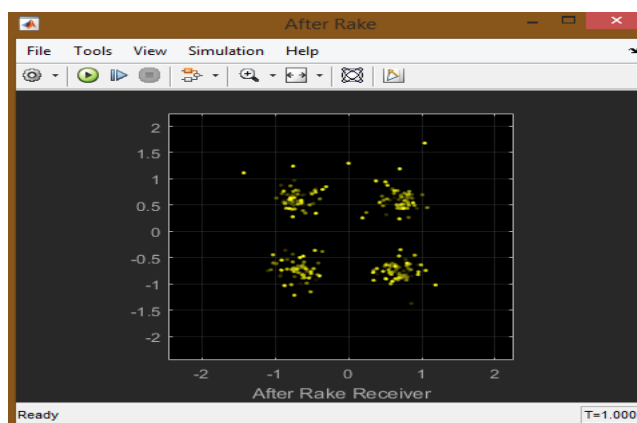 After Rake
File Tools View Simulation Help
2
1.5
1
0.5
0
-0.5
-1
-1.5
-2
-2 -1 0 1 2
After Rake Receiver
Ready T=1.000